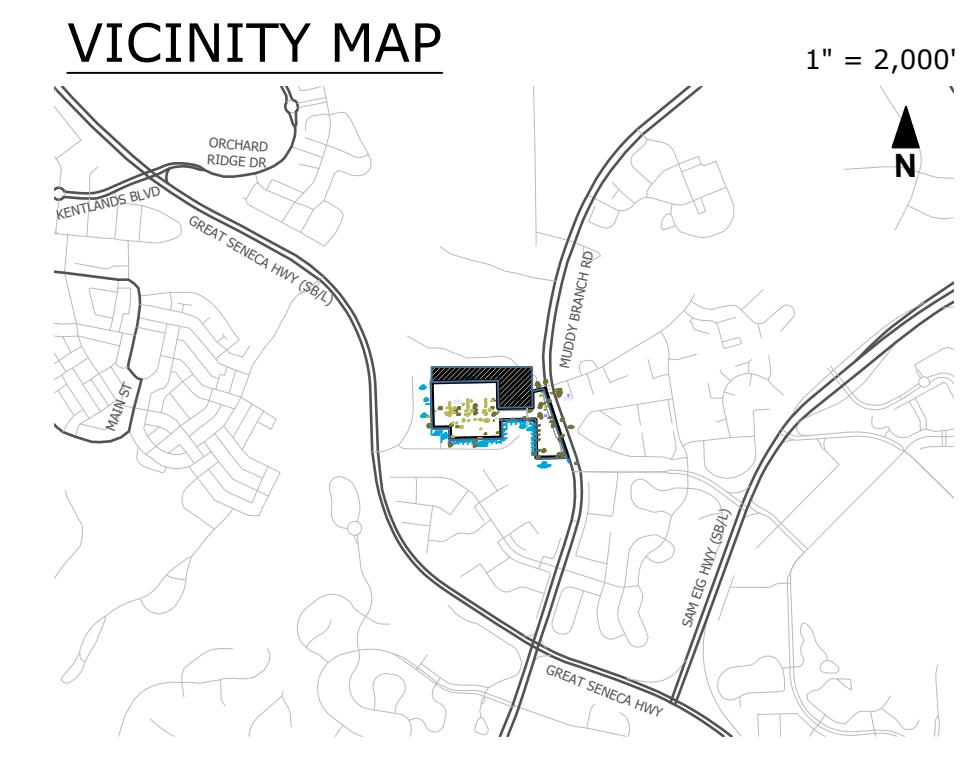 VICINITY MAP
1" = 2,000'
N
ORCHARD
RIDGE DR
KENTLANDS BLVD
GREAT SENECA HWY (SB/L)
MUDDY BRANCH RD
MAIN ST
SAM EIG HWY (SB/L)
GREAT SENECA HWY